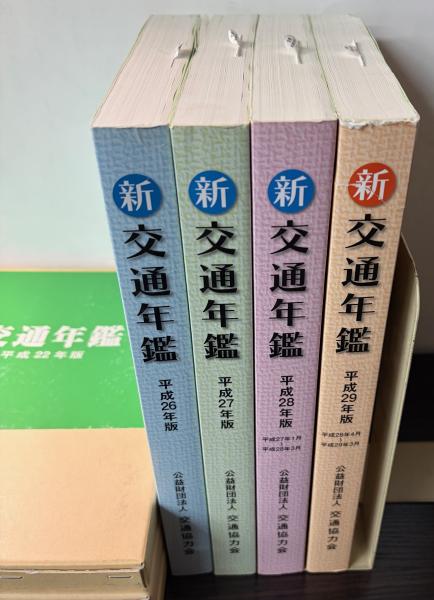 交通年鑑
平成22年版
新
交通年鑑
平成26年版
公益財団法人 交通協力会
新
交通年鑑
平成27年版
公益財団法人 交通協力会
新
交通年鑑
平成28年版
平成27年1月
平成28年3月
公益財団法人 交通協力会
新
交通年鑑
平成29年版
平成28年4月
平成29年3月
公益財団法人 交通協力会